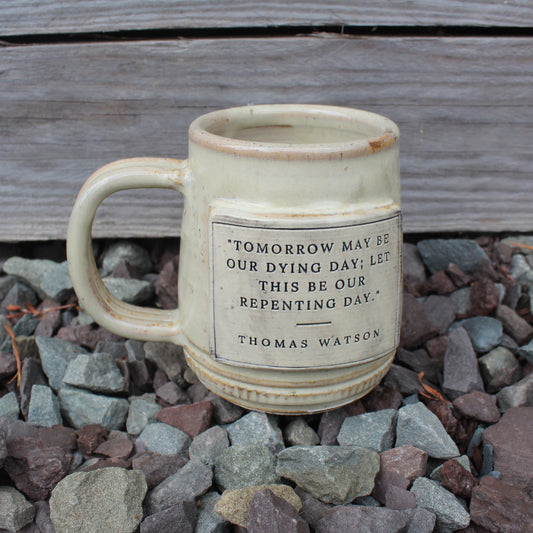 "TOMORROW MAY BE
OUR DYING DAY; LET
THIS BE OUR
REPENTING DAY."
THOMAS WATSON